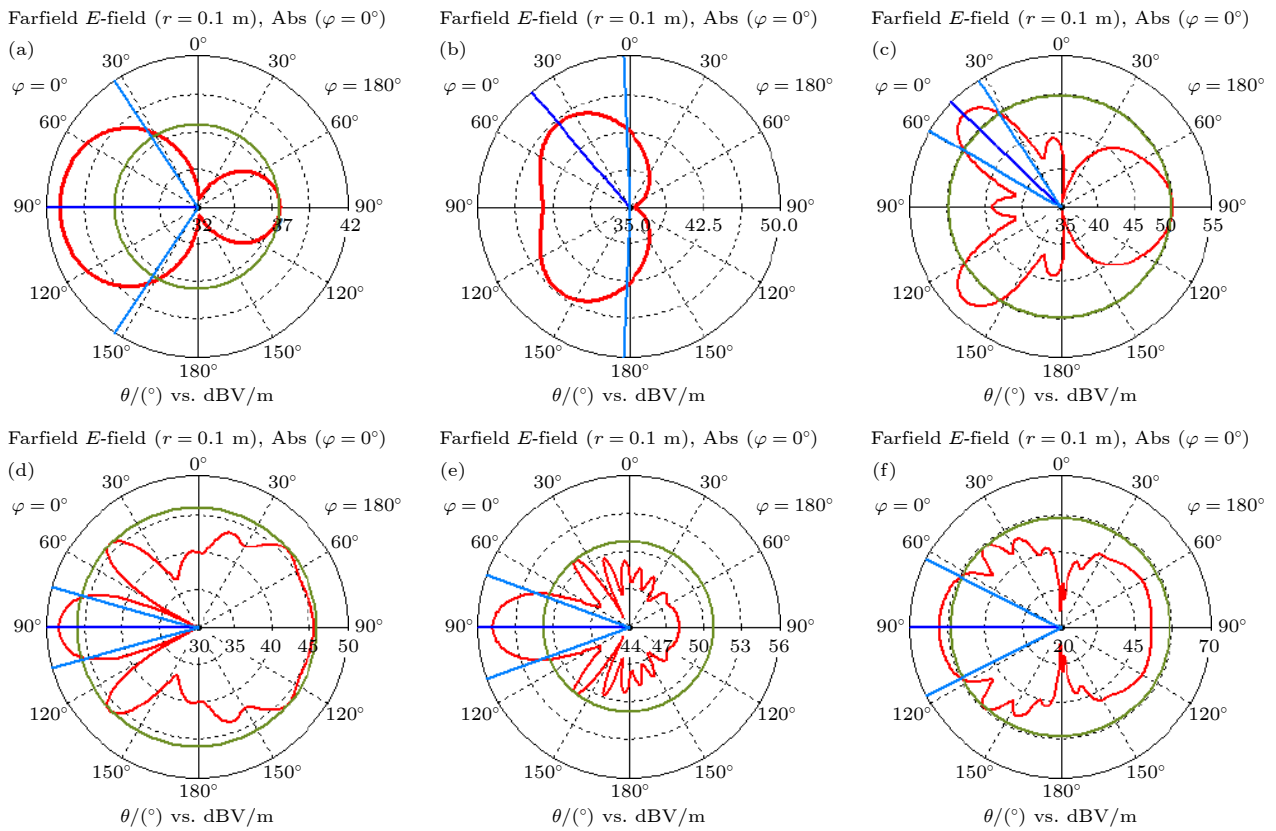 Farfield E-field (r = 0.1 m), Abs (φ = 0°)
(a)
0°
30° 30°
φ = 0° φ = 180°
60° 60°
90° 90°
32 37 42
120° 120°
150° 150°
180°
θ/(°) vs. dBV/m
Farfield E-field (r = 0.1 m), Abs (φ = 0°)
(b)
0°
30° 30°
φ = 0° φ = 180°
60° 60°
90° 90°
35.0 42.5 50.0
120° 120°
150° 150°
180°
θ/(°) vs. dBV/m
Farfield E-field (r = 0.1 m), Abs (φ = 0°)
(c)
0°
30° 30°
φ = 0° φ = 180°
60° 60°
90° 90°
35 40 45 50 55
120° 120°
150° 150°
180°
θ/(°) vs. dBV/m
Farfield E-field (r = 0.1 m), Abs (φ = 0°)
(d)
0°
30° 30°
φ = 0° φ = 180°
60° 60°
90° 90°
30 35 40 45 50
120° 120°
150° 150°
180°
θ/(°) vs. dBV/m
Farfield E-field (r = 0.1 m), Abs (φ = 0°)
(e)
0°
30° 30°
φ = 0° φ = 180°
60° 60°
90° 90°
44 47 50 53 56
120° 120°
150° 150°
180°
θ/(°) vs. dBV/m
Farfield E-field (r = 0.1 m), Abs (φ = 0°)
(f)
0°
30° 30°
φ = 0° φ = 180°
60° 60°
90° 90°
20 45 70
120° 120°
150° 150°
180°
θ/(°) vs. dBV/m